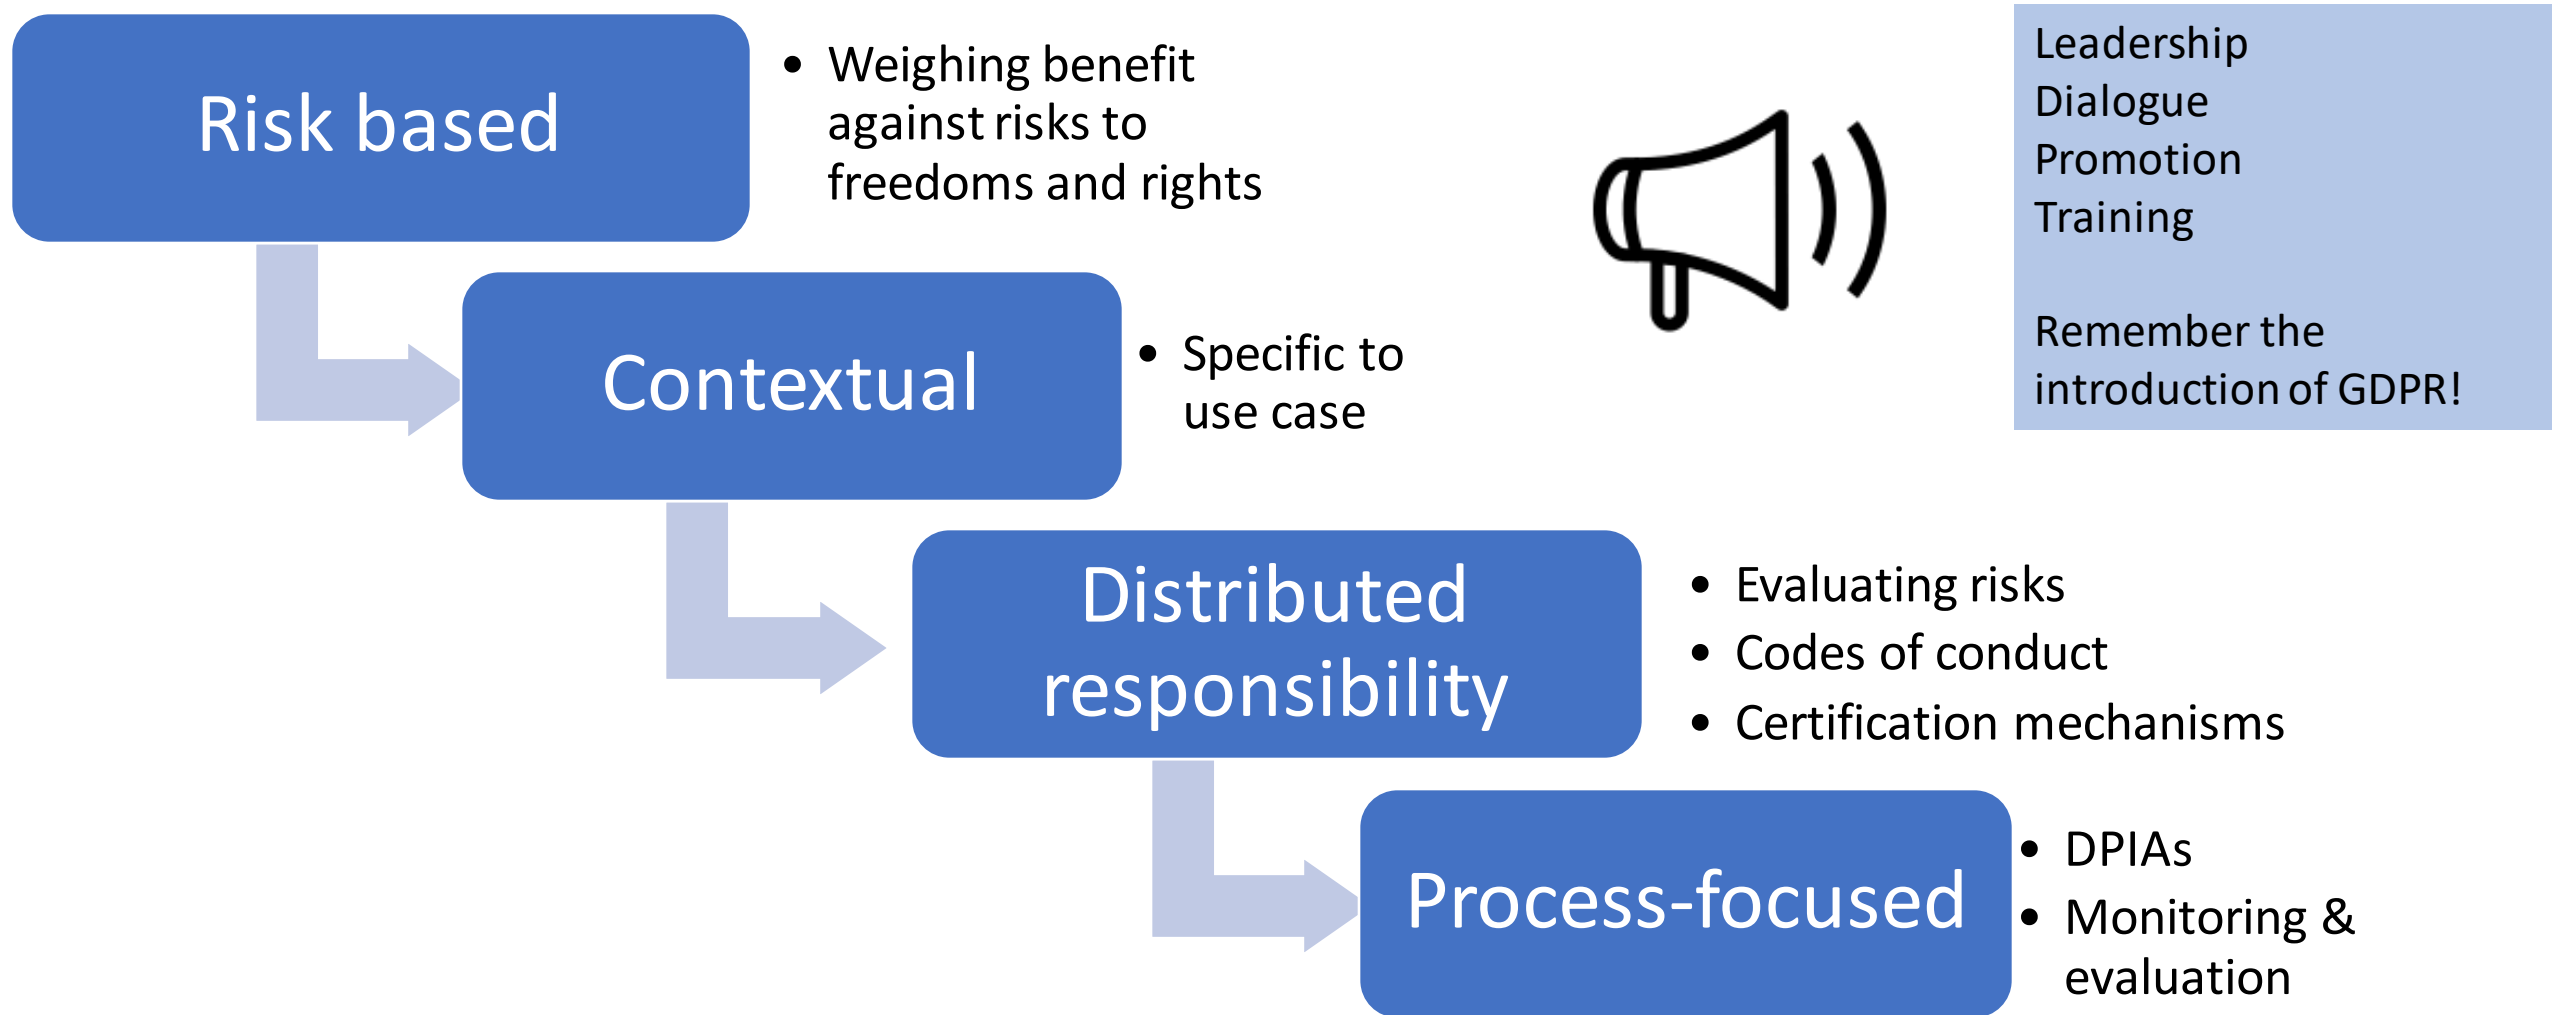 Risk based
• Weighing benefit
against risks to
freedoms and rights
Leadership
Dialogue
Promotion
Training
Remember the
introduction of GDPR!
Contextual
• Specific to
use case
Distributed
responsibility
• Evaluating risks
• Codes of conduct
• Certification mechanisms
Process-focused
• DPIAs
• Monitoring &
evaluation